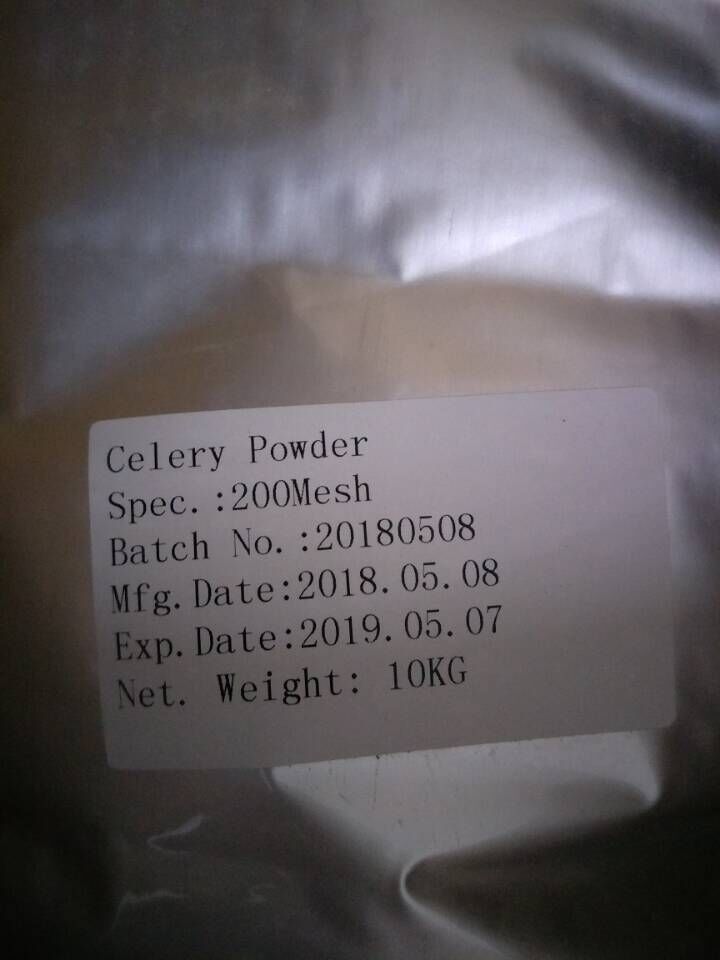 Celery Powder
Spec.:200Mesh
Batch No.:20180508
Mfg.Date:2018.05.08
Exp.Date:2019.05.07
Net. Weight: 10KG